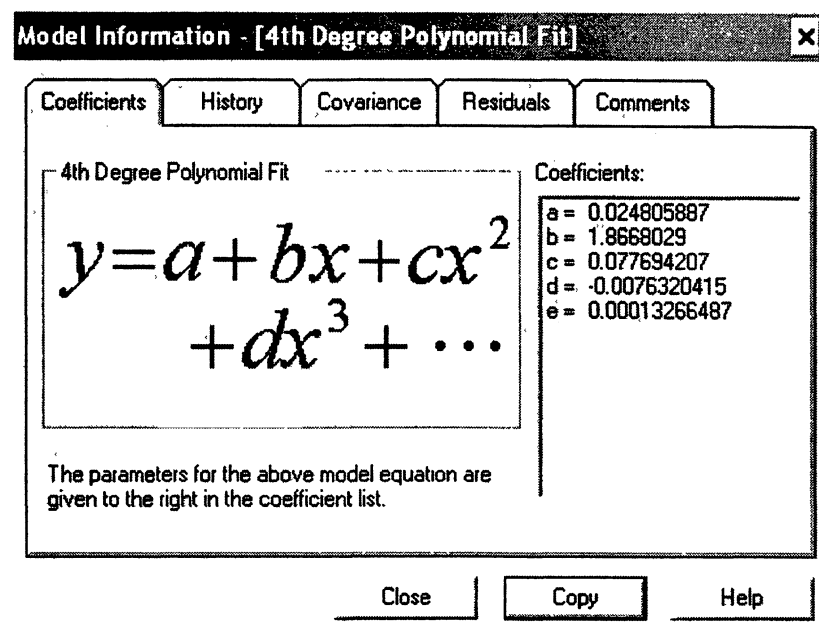 Model Information - [4th Degree Polynomial Fit]
Coefficients History Covariance Residuals Comments
4th Degree Polynomial Fit
y=a+bx+cx²
+dx³+ ···
Coefficients:
a = 0.024805887
b = 1.8668029
c = 0.077694207
d = -0.0076320415
e = 0.00013266487
The parameters for the above model equation are
given to the right in the coefficient list.
Close Copy Help